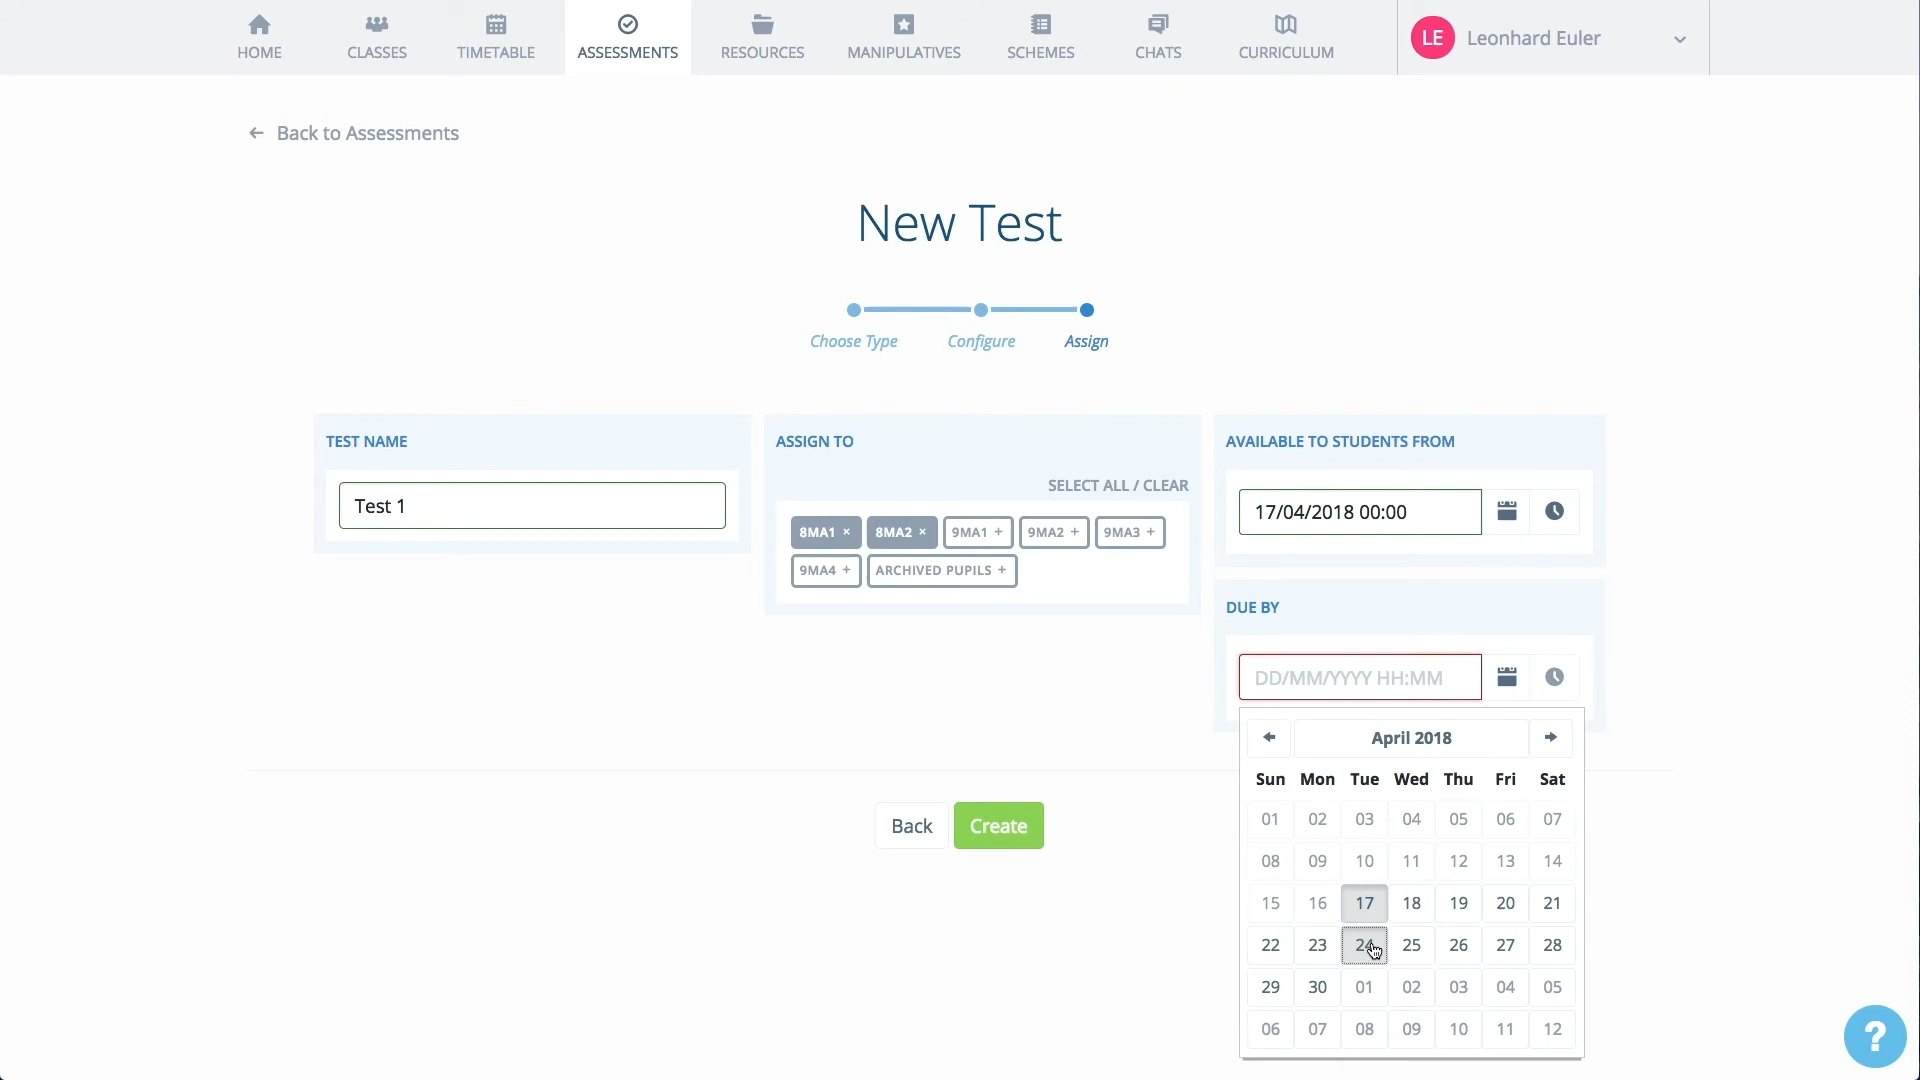 HOME CLASSES TIMETABLE ASSESSMENTS RESOURCES MANIPULATIVES SCHEMES CHATS CURRICULUM LE Leonhard Euler
Back to Assessments
New Test
Choose Type Configure Assign
TEST NAME
Test 1
ASSIGN TO
SELECT ALL / CLEAR
8MA1 × 8MA2 × 9MA1 + 9MA2 + 9MA3 +
9MA4 + ARCHIVED PUPILS +
AVAILABLE TO STUDENTS FROM
17/04/2018 00:00
DUE BY
DD/MM/YYYY HH:MM
April 2018
Sun Mon Tue Wed Thu Fri Sat
01 02 03 04 05 06 07
08 09 10 11 12 13 14
15 16 17 18 19 20 21
22 23 24 25 26 27 28
29 30 01 02 03 04 05
06 07 08 09 10 11 12
Back Create
?